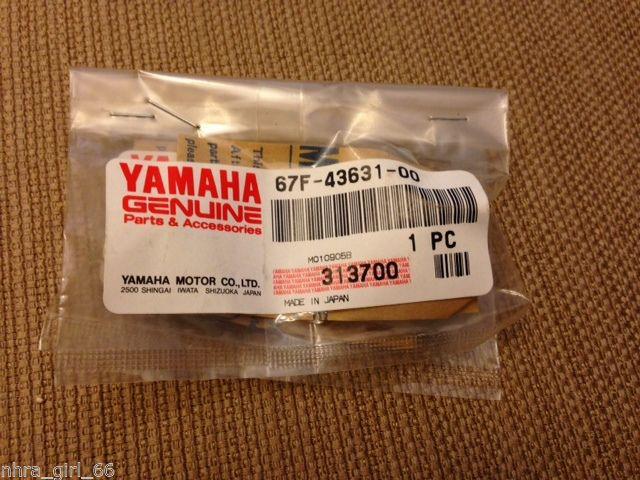 YAMAHA
GENUINE
Parts & Accessories
67F-43631-00
1 PC
M010905B
313700
YAMAHA MOTOR CO., LTD.
2500 SHINGAI IWATA SHIZUOKA JAPAN
MADE IN JAPAN
nhra_girl_66